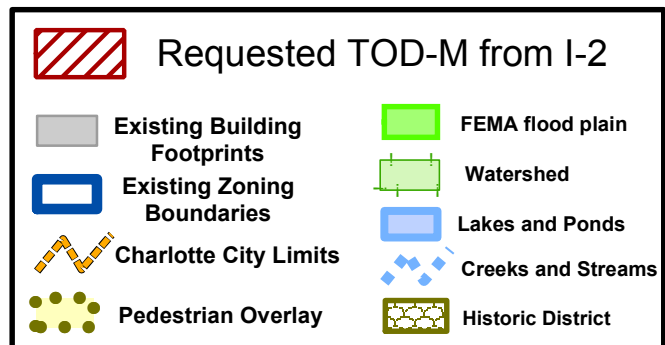 Requested TOD-M from I-2
Existing Building
Footprints
Existing Zoning
Boundaries
Charlotte City Limits
Pedestrian Overlay
FEMA flood plain
Watershed
Lakes and Ponds
Creeks and Streams
Historic District